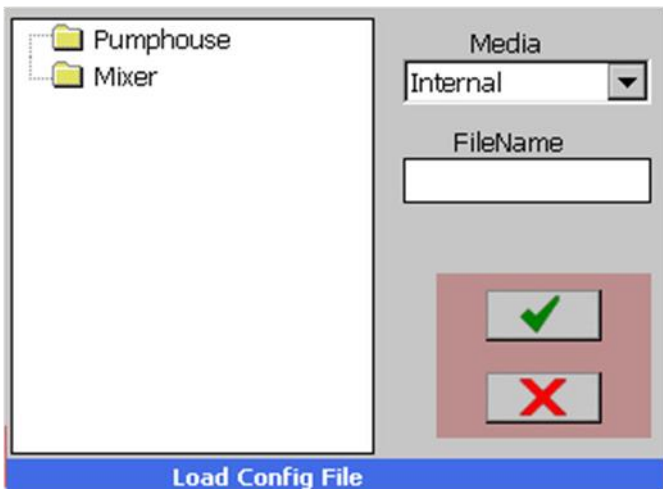 Pumphouse
Mixer
Media
Internal
FileName
Load Config File